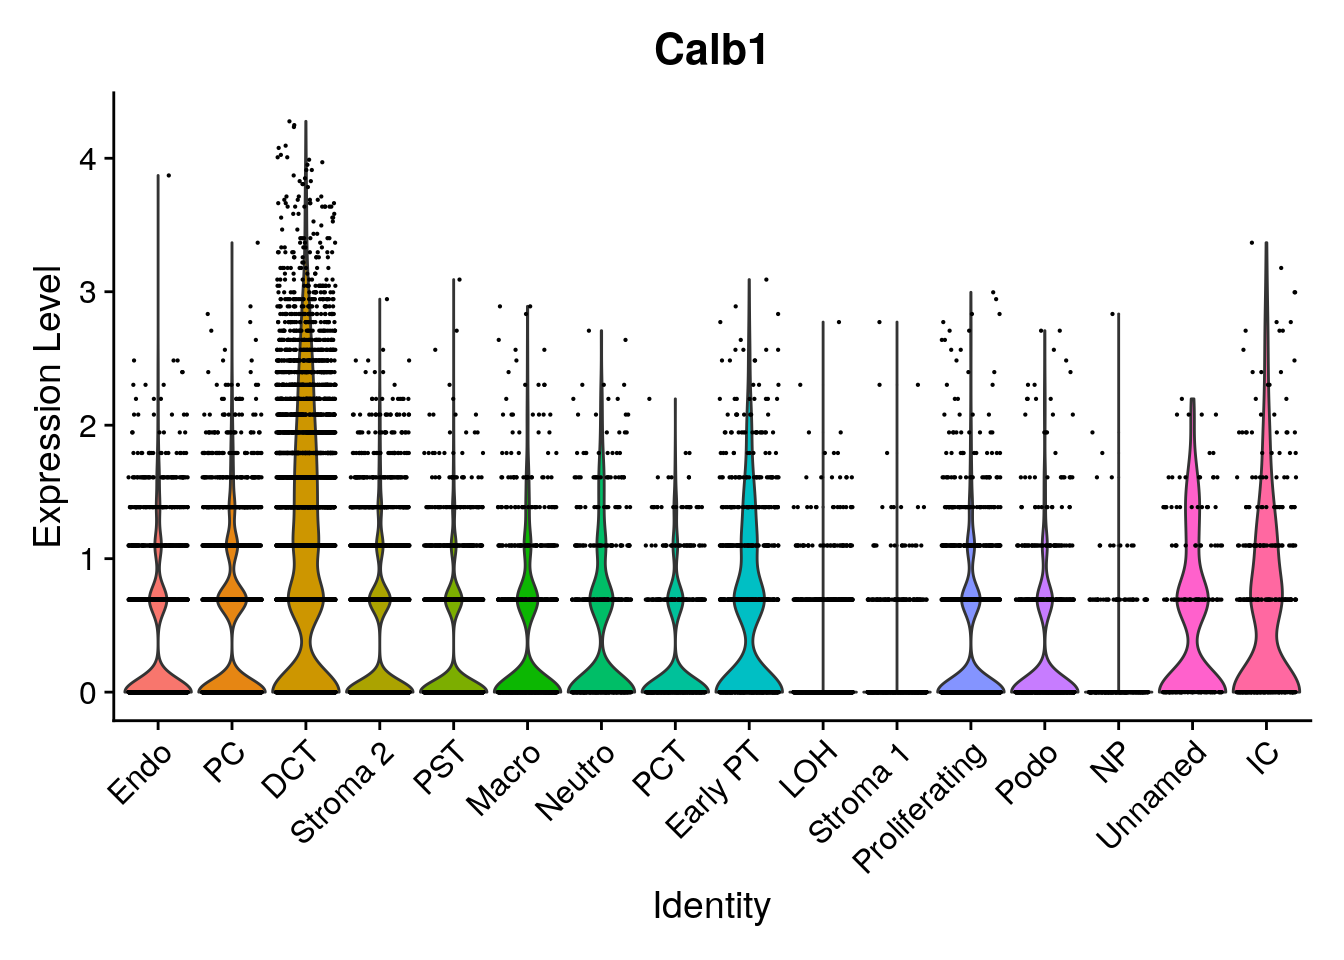 Calb1
Expression Level
4
3
2
1
0
Endo
PC
DCT
Stroma 2
PST
Macro
Neutro
PCT
Early PT
LOH
Stroma 1
Proliferating
Podo
NP
Unnamed
IC
Identity